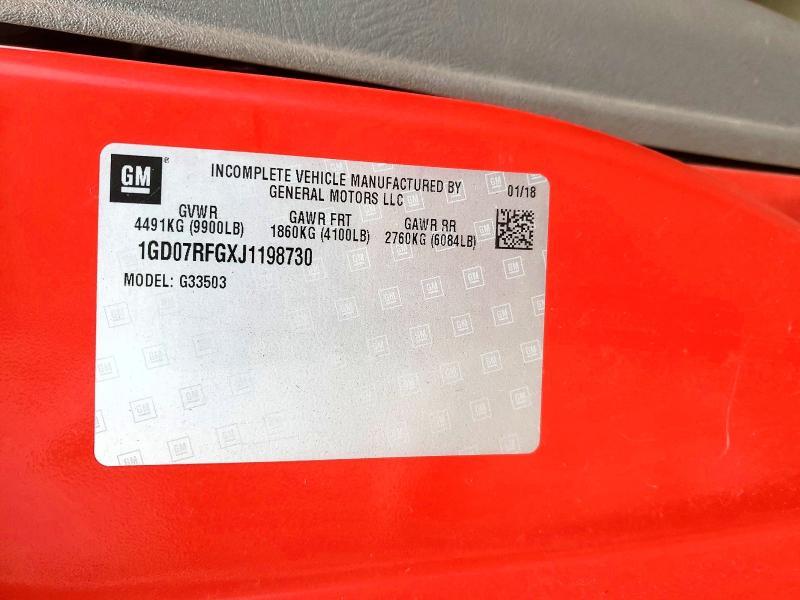 GM
INCOMPLETE VEHICLE MANUFACTURED BY
GENERAL MOTORS LLC
01/18
GVWR
4491KG (9900LB)
GAWR FRT
1860KG (4100LB)
GAWR RR
2760KG (6084LB)
1GD07RFGXJ1198730
MODEL: G33503